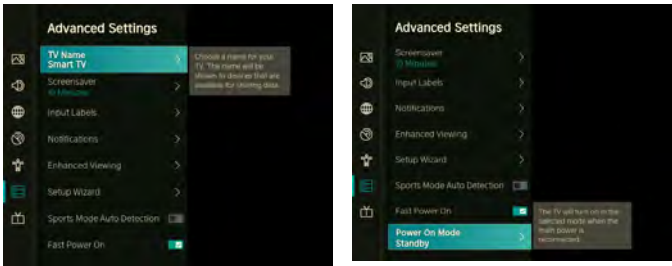 Advanced Settings
TV Name
Smart TV
Choose a name for your
TV. The name will be
shown to devices that are
available for sharing data.
Screensaver
10 Minutes
Input Labels
Notifications
Enhanced Viewing
Setup Wizard
Sports Mode Auto Detection
Fast Power On
Advanced Settings
Screensaver
10 Minutes
Input Labels
Notifications
Enhanced Viewing
Setup Wizard
Sports Mode Auto Detection
Fast Power On
The TV will turn on in the
selected mode when the
main power is
reconnected.
Power On Mode
Standby